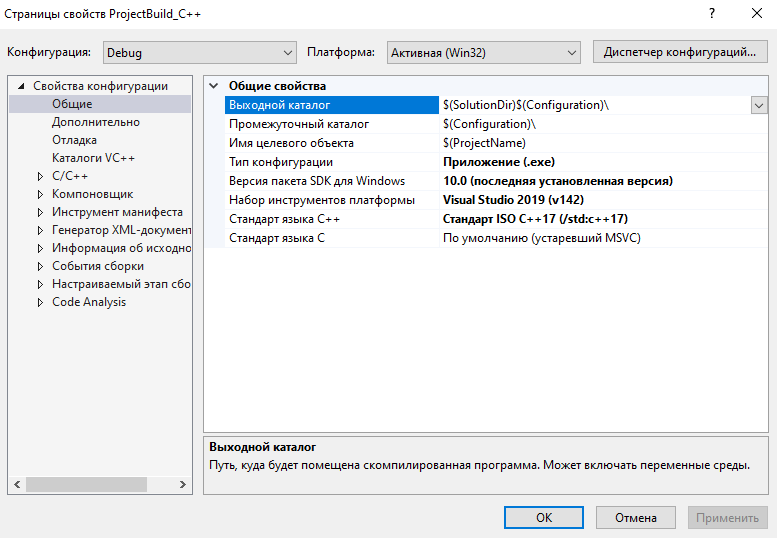 Страницы свойств ProjectBuild_C++
? ×
Конфигурация: Debug Платформа: Активная (Win32) Диспетчер конфигураций...
Свойства конфигурации
Общие
Дополнительно
Отладка
Каталоги VC++
C/C++
Компоновщик
Инструмент манифеста
Генератор XML-документ
Информация об исходно
События сборки
Настраиваемый этап сбо
Code Analysis
Общие свойства
Выходной каталог $(SolutionDir)$(Configuration)\
Промежуточный каталог $(Configuration)\
Имя целевого объекта $(ProjectName)
Тип конфигурации Приложение (.exe)
Версия пакета SDK для Windows 10.0 (последняя установленная версия)
Набор инструментов платформы Visual Studio 2019 (v142)
Стандарт языка C++ Стандарт ISO C++17 (/std:c++17)
Стандарт языка C По умолчанию (устаревший MSVC)
Выходной каталог
Путь, куда будет помещена скомпилированная программа. Может включать переменные среды.
ОК Отмена Применить